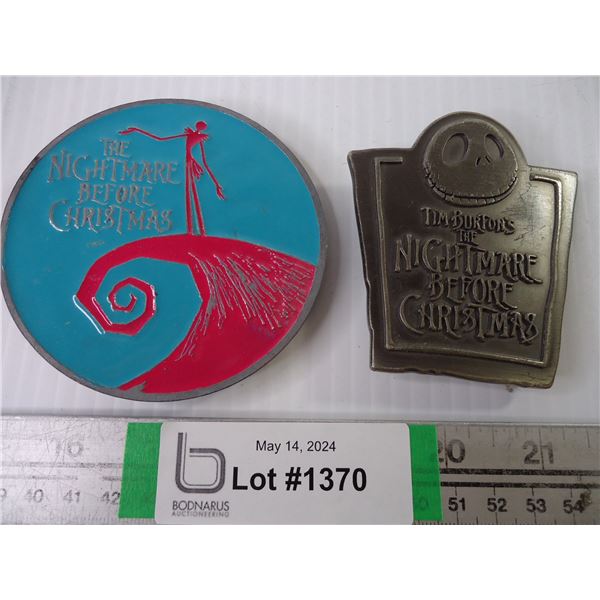 THE
NIGHTMARE
BEFORE
CHRISTMAS
TIM BURTON'S
THE
NIGHTMARE
BEFORE
CHRISTMAS
16
20
21
May 14, 2024
Lot #1370
BODNARUS
AUCTIONEERING
39 40 41 42
51 52 53 54